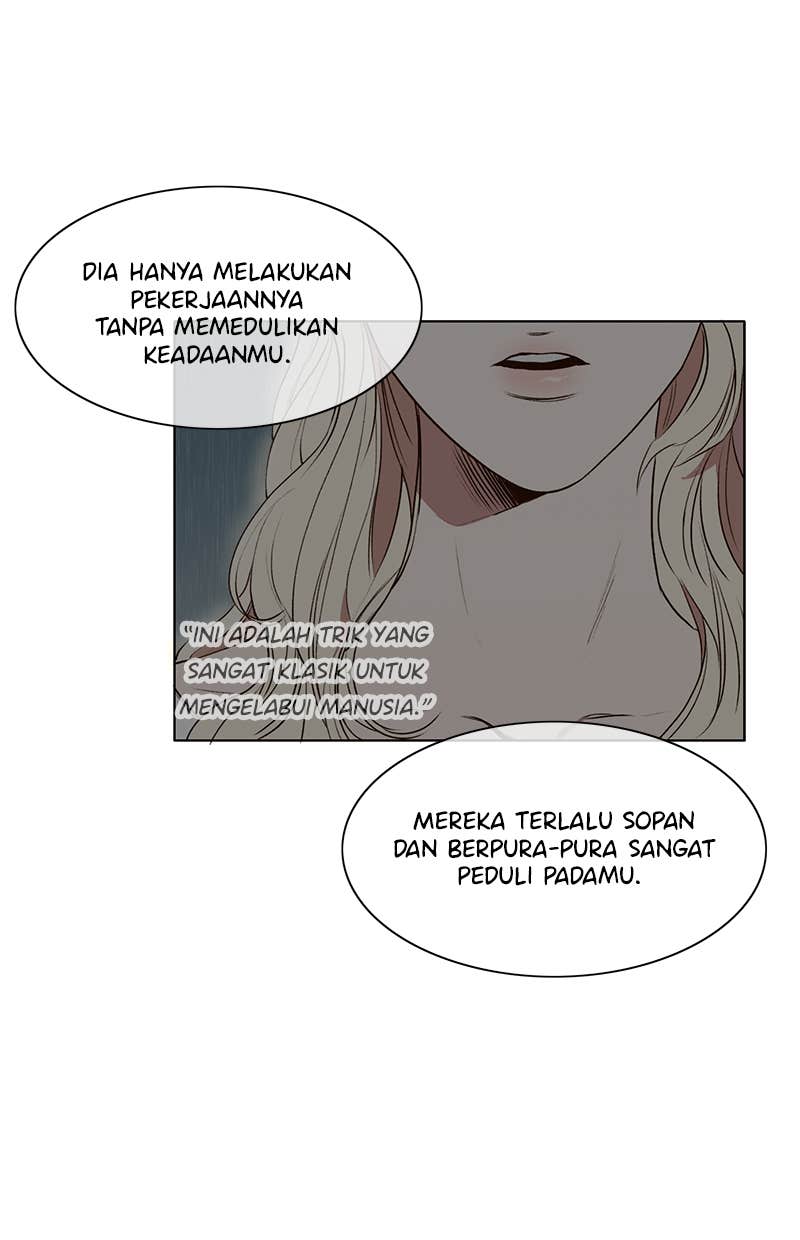 DIA HANYA MELAKUKAN
PEKERJAANNYA
TANPA MEMEDULIKAN
KEADAANMU.
"INI ADALAH TRIK YANG
SANGAT KLASIK UNTUK
MENGELABUI MANUSIA."
MEREKA TERLALU SOPAN
DAN BERPURA-PURA SANGAT
PEDULI PADAMU.